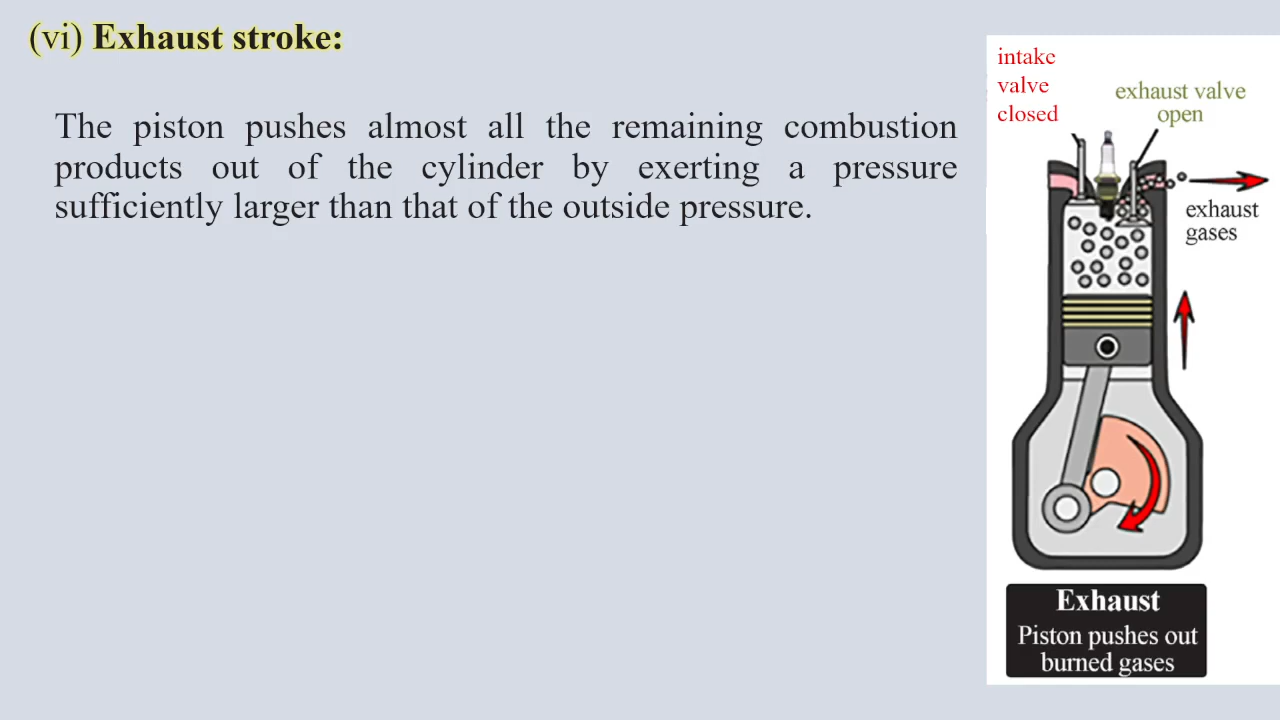 (vi) Exhaust stroke:
The piston pushes almost all the remaining combustion
products out of the cylinder by exerting a pressure
sufficiently larger than that of the outside pressure.
intake
valve
closed
exhaust valve
open
exhaust
gases
Exhaust
Piston pushes out
burned gases